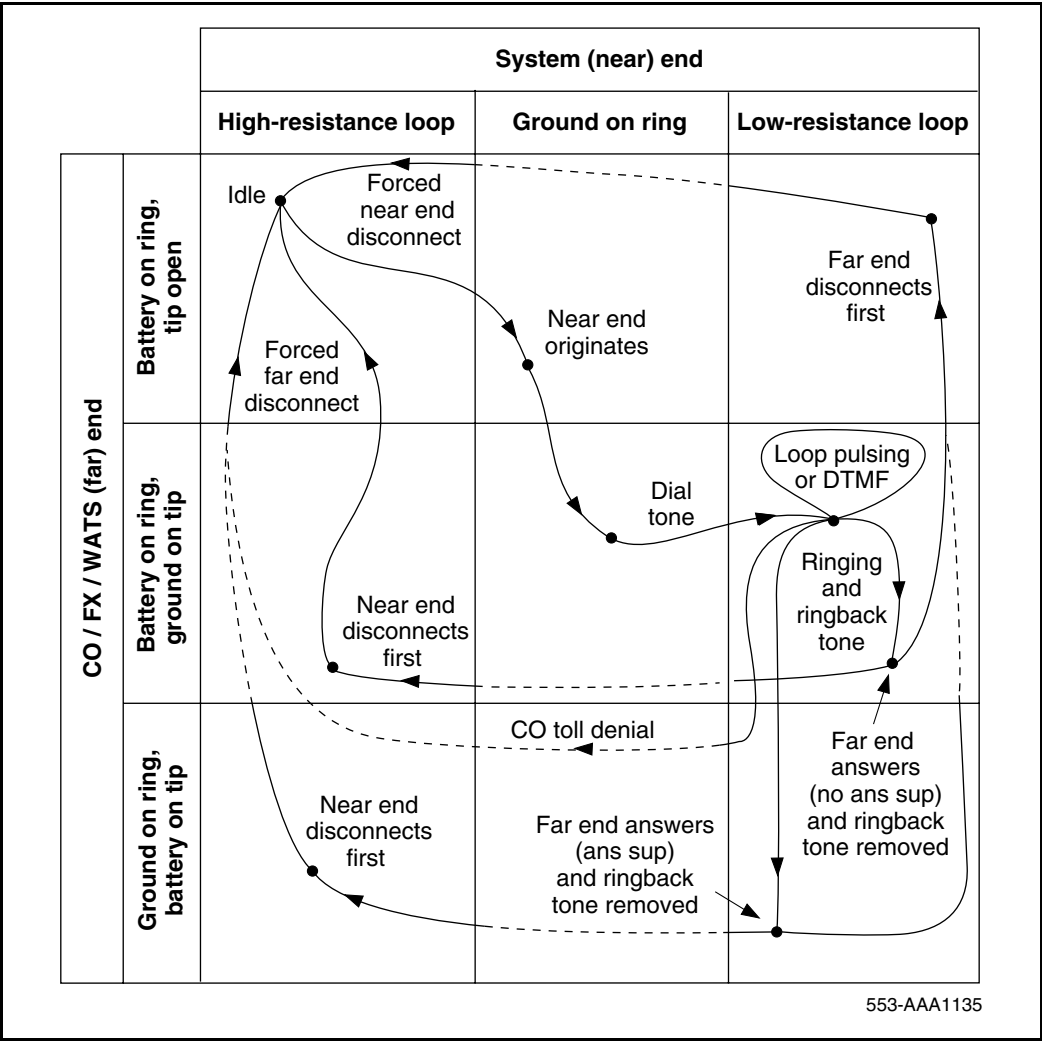 System (near) end
High-resistance loop
Ground on ring
Low-resistance loop
CO / FX / WATS (far) end
Battery on ring,
tip open
Idle
Forced
near end
disconnect
Far end
disconnects
first
Near end
originates
Forced
far end
disconnect
Battery on ring,
ground on tip
Loop pulsing
or DTMF
Dial
tone
Ringing
and
ringback
tone
Near end
disconnects
first
Ground on ring,
battery on tip
CO toll denial
Far end
answers
(no ans sup)
and ringback
tone removed
Near end
disconnects
first
Far end answers
(ans sup)
and ringback
tone removed
553-AAA1135